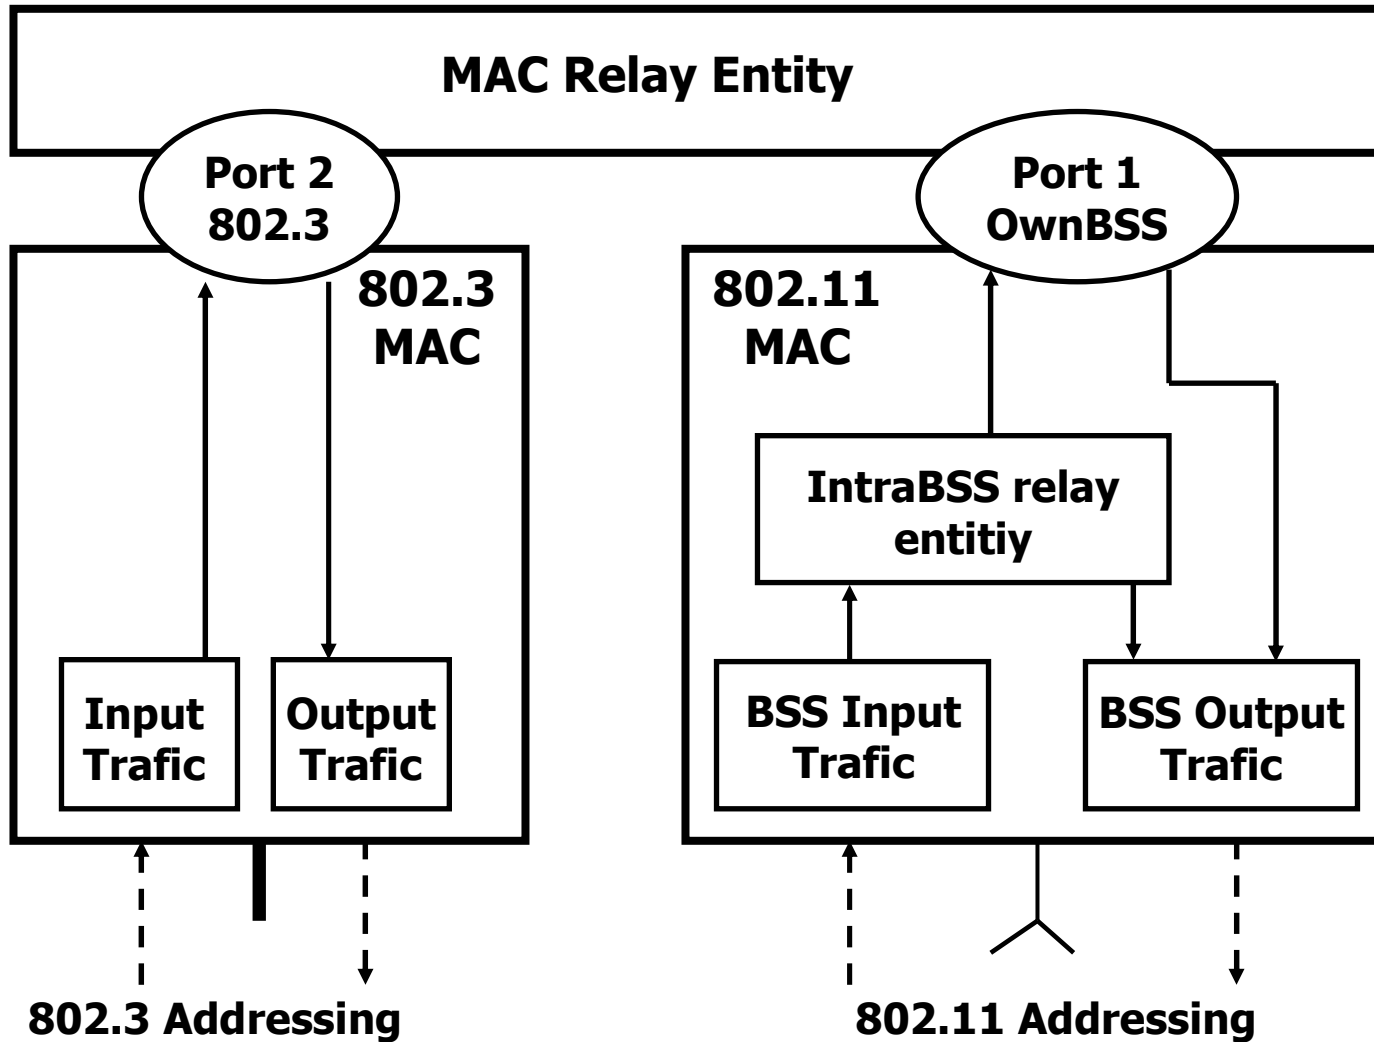 MAC Relay Entity
Port 2
802.3
Port 1
OwnBSS
802.3
MAC
802.11
MAC
IntraBSS relay
entitiy
Input
Trafic
Output
Trafic
BSS Input
Trafic
BSS Output
Trafic
802.3 Addressing
802.11 Addressing